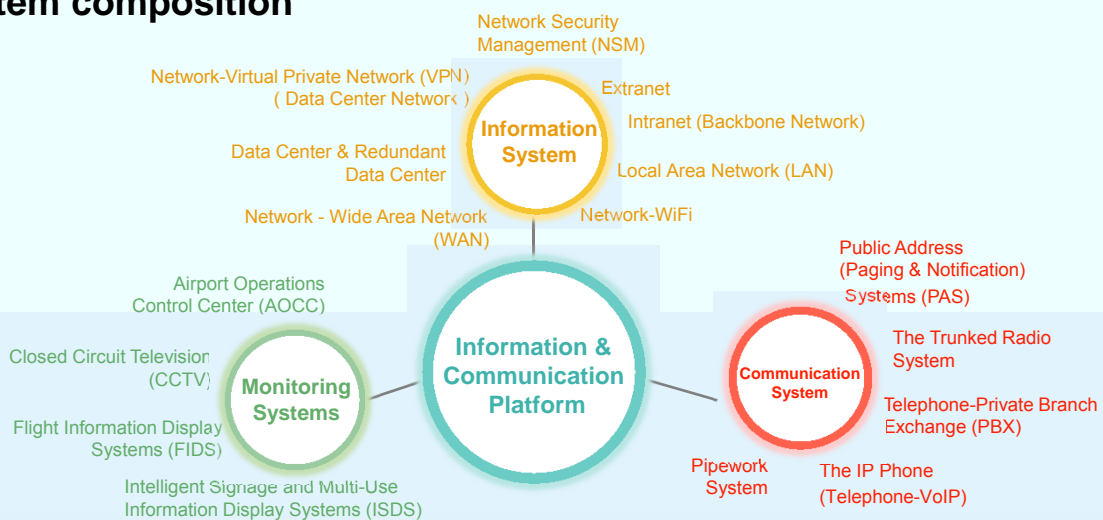 tem composition
Network Security
Management (NSM)
Network-Virtual Private Network (VPN)
( Data Center Network )
Extranet
Intranet (Backbone Network)
Information
System
Data Center & Redundant
Data Center
Local Area Network (LAN)
Network - Wide Area Network
(WAN)
Network-WiFi
Airport Operations
Control Center (AOCC)
Closed Circuit Television
(CCTV)
Monitoring
Systems
Flight Information Display
Systems (FIDS)
Intelligent Signage and Multi-Use
Information Display Systems (ISDS)
Information &
Communication
Platform
Public Address
(Paging & Notification)
Systems (PAS)
The Trunked Radio
System
Communication
System
Telephone-Private Branch
Exchange (PBX)
Pipework
System
The IP Phone
(Telephone-VoIP)